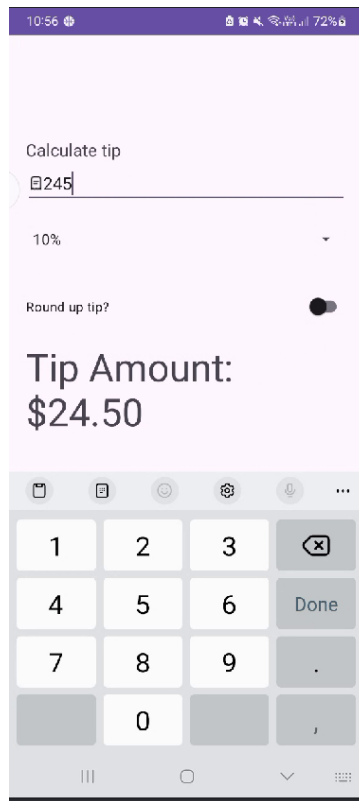 10:56
72%
Calculate tip
245
10%
Round up tip?
Tip Amount:
$24.50
1 2 3
4 5 6 Done
7 8 9 .
0 ,